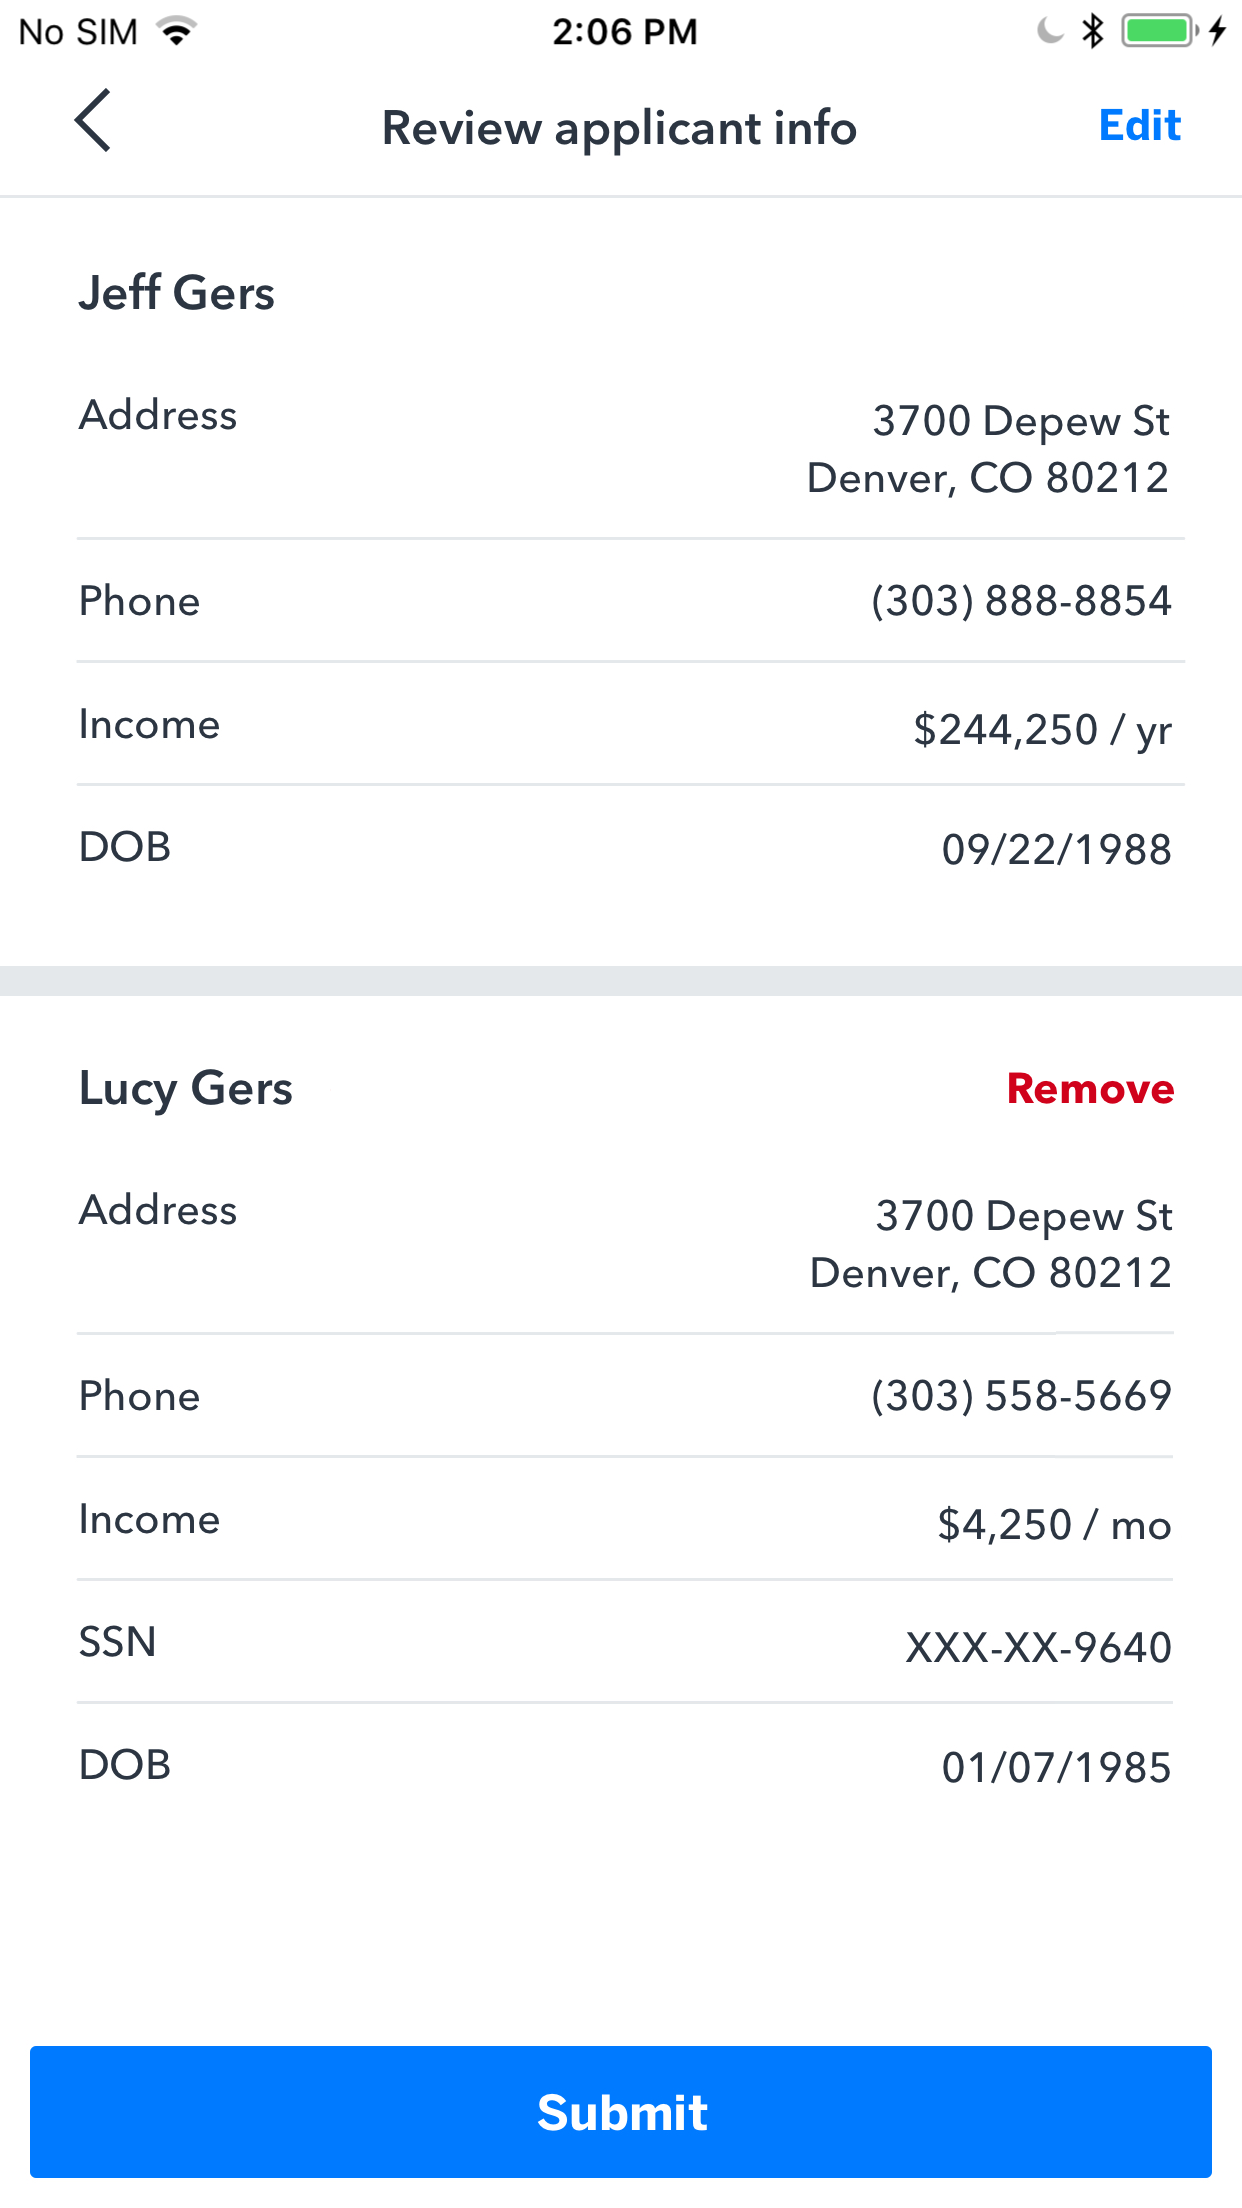 No SIM 2:06 PM
Review applicant info Edit
Jeff Gers
Address 3700 Depew St
Denver, CO 80212
Phone (303) 888-8854
Income $244,250 / yr
DOB 09/22/1988
Lucy Gers Remove
Address 3700 Depew St
Denver, CO 80212
Phone (303) 558-5669
Income $4,250 / mo
SSN XXX-XX-9640
DOB 01/07/1985
Submit